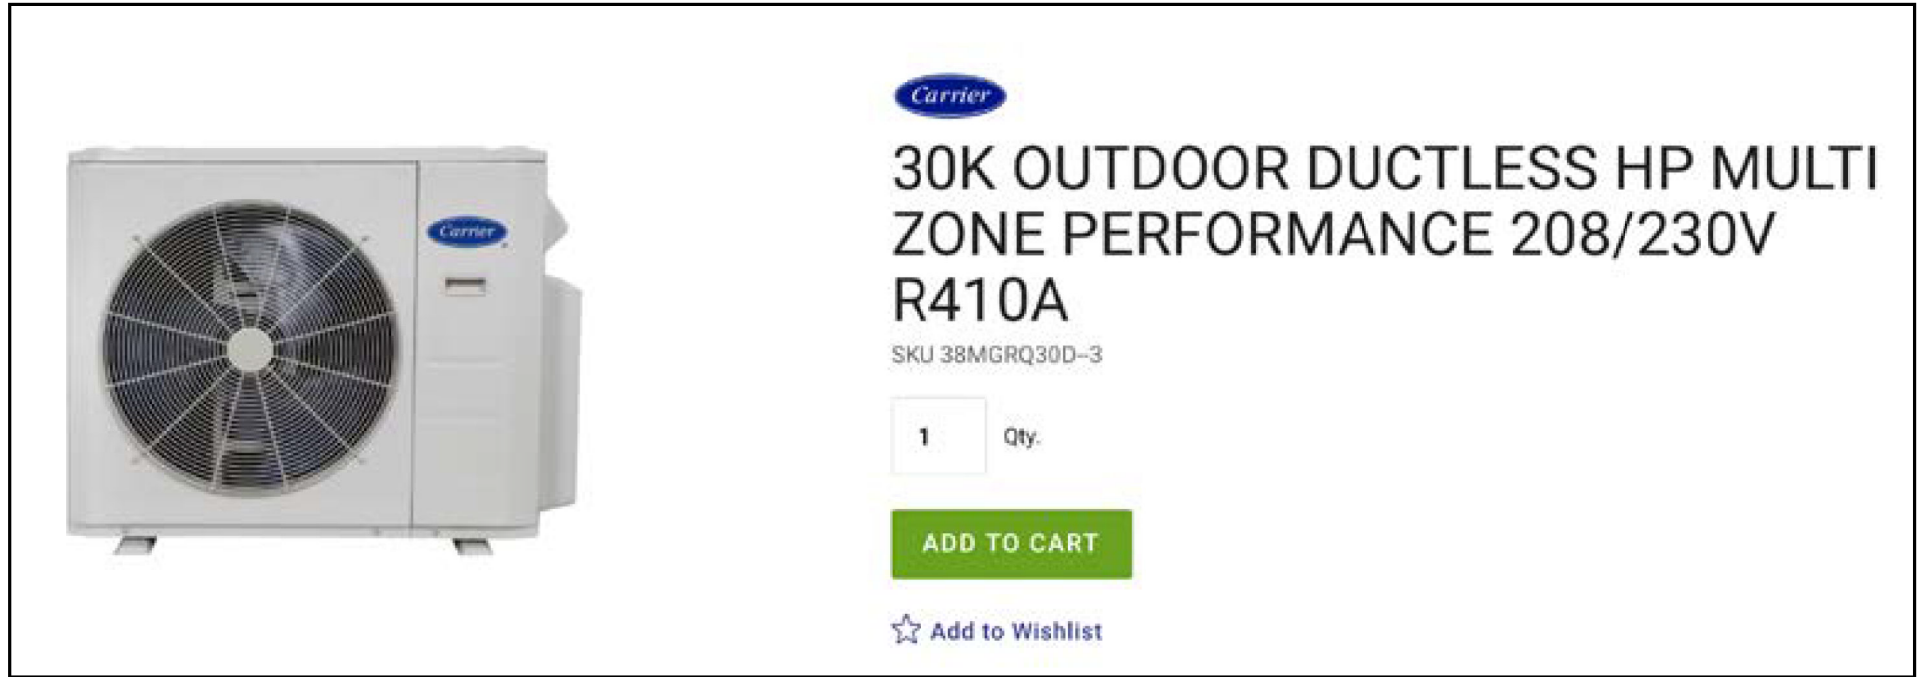 Carrier
30K OUTDOOR DUCTLESS HP MULTI
ZONE PERFORMANCE 208/230V
R410A
SKU 38MGRQ30D--3
1 Qty.
ADD TO CART
Add to Wishlist
Carrier